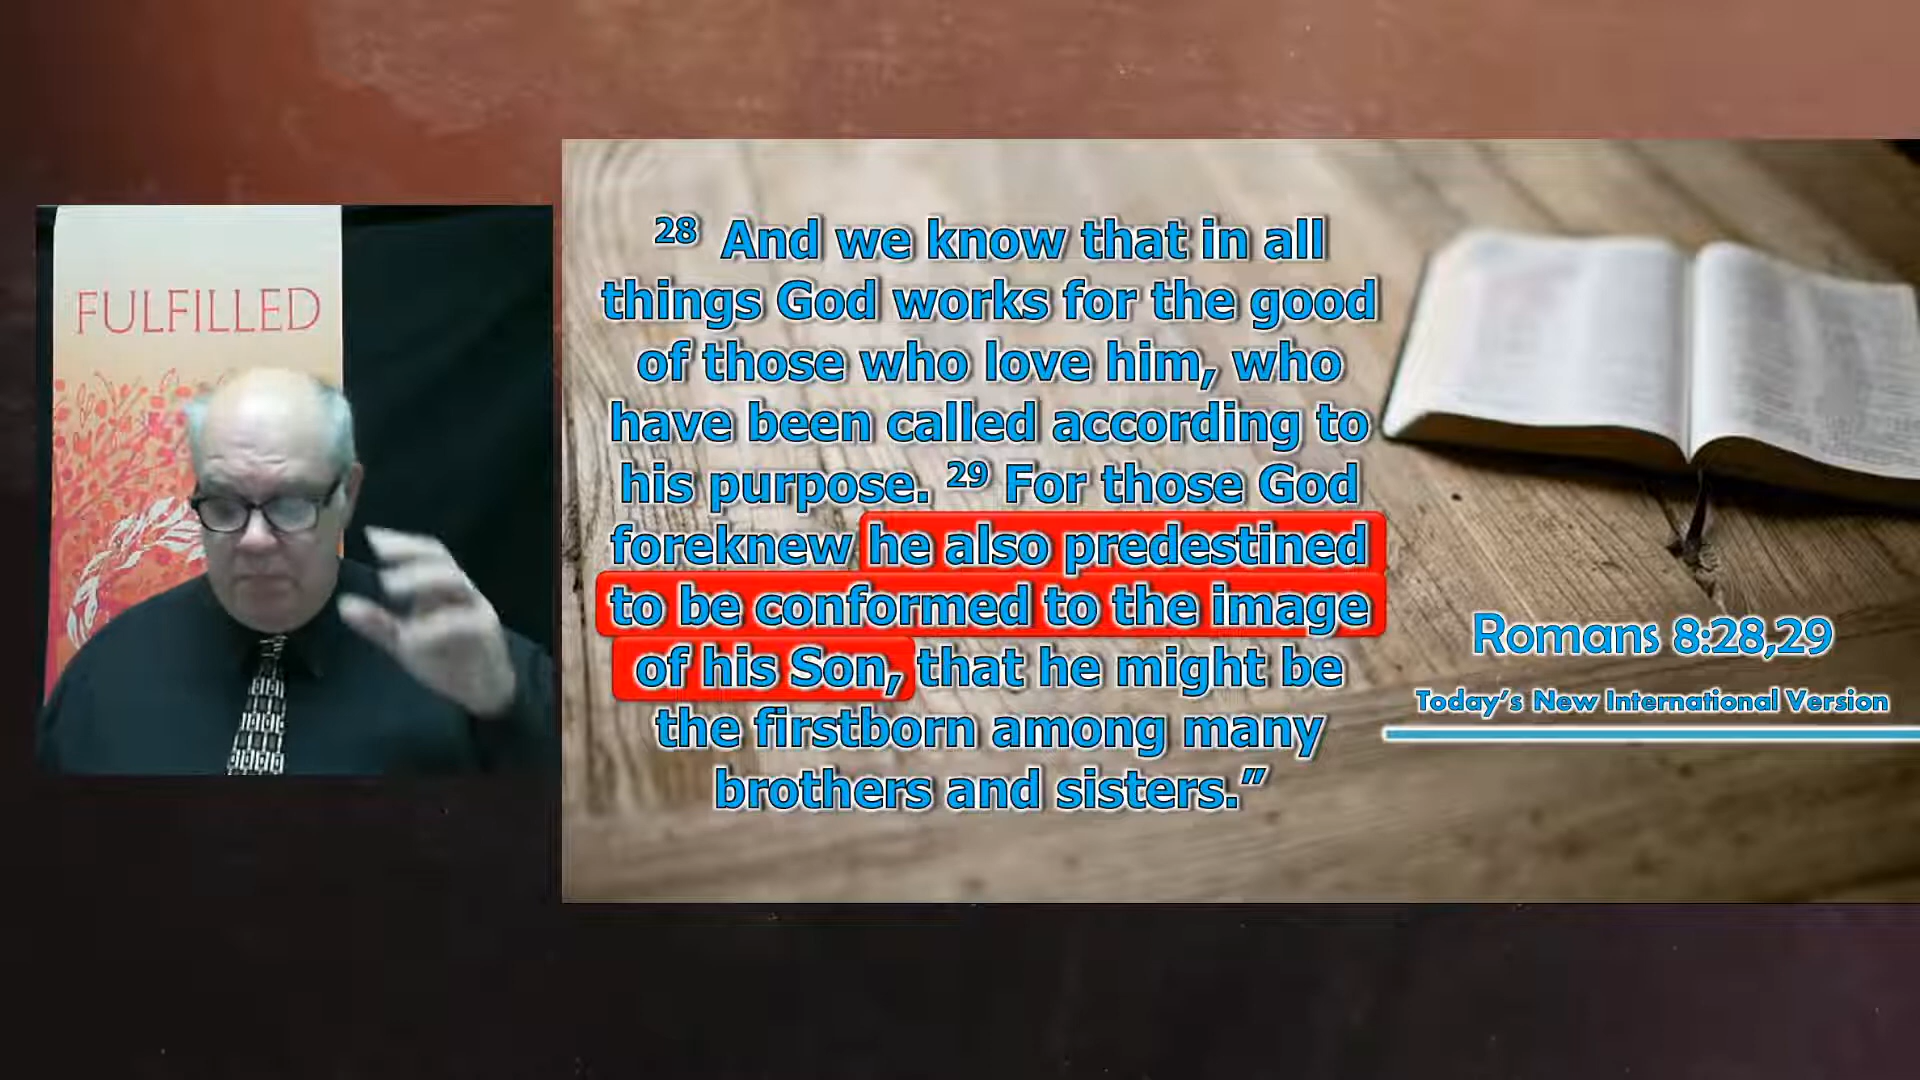 FULFILLED
28 And we know that in all
things God works for the good
of those who love him, who
have been called according to
his purpose. 29 For those God
foreknew he also predestined
to be conformed to the image
of his Son, that he might be
the firstborn among many
brothers and sisters.”
Romans 8:28,29
Today’s New International Version